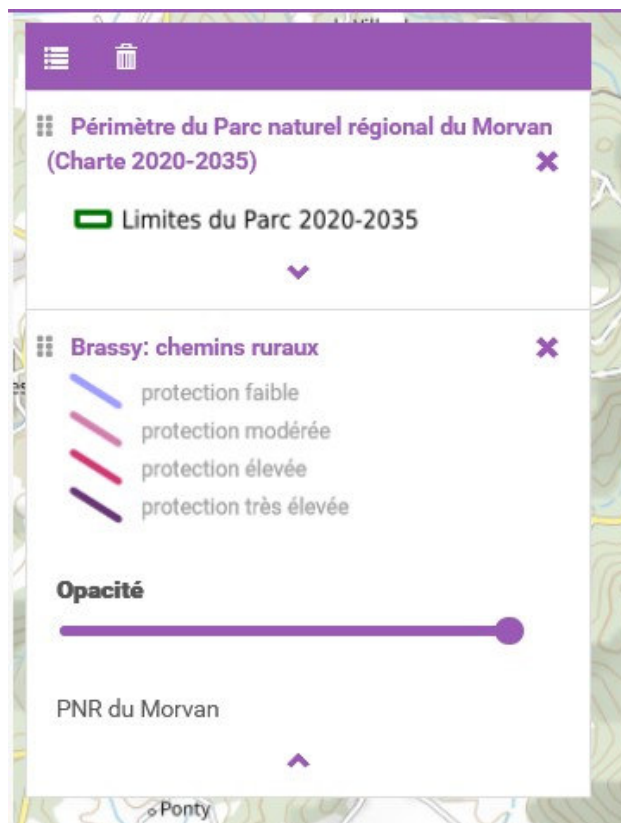 Périmètre du Parc naturel régional du Morvan
(Charte 2020-2035)
Limites du Parc 2020-2035
Brassy: chemins ruraux
protection faible
protection modérée
protection élevée
protection très élevée
Opacité
PNR du Morvan
Ponty